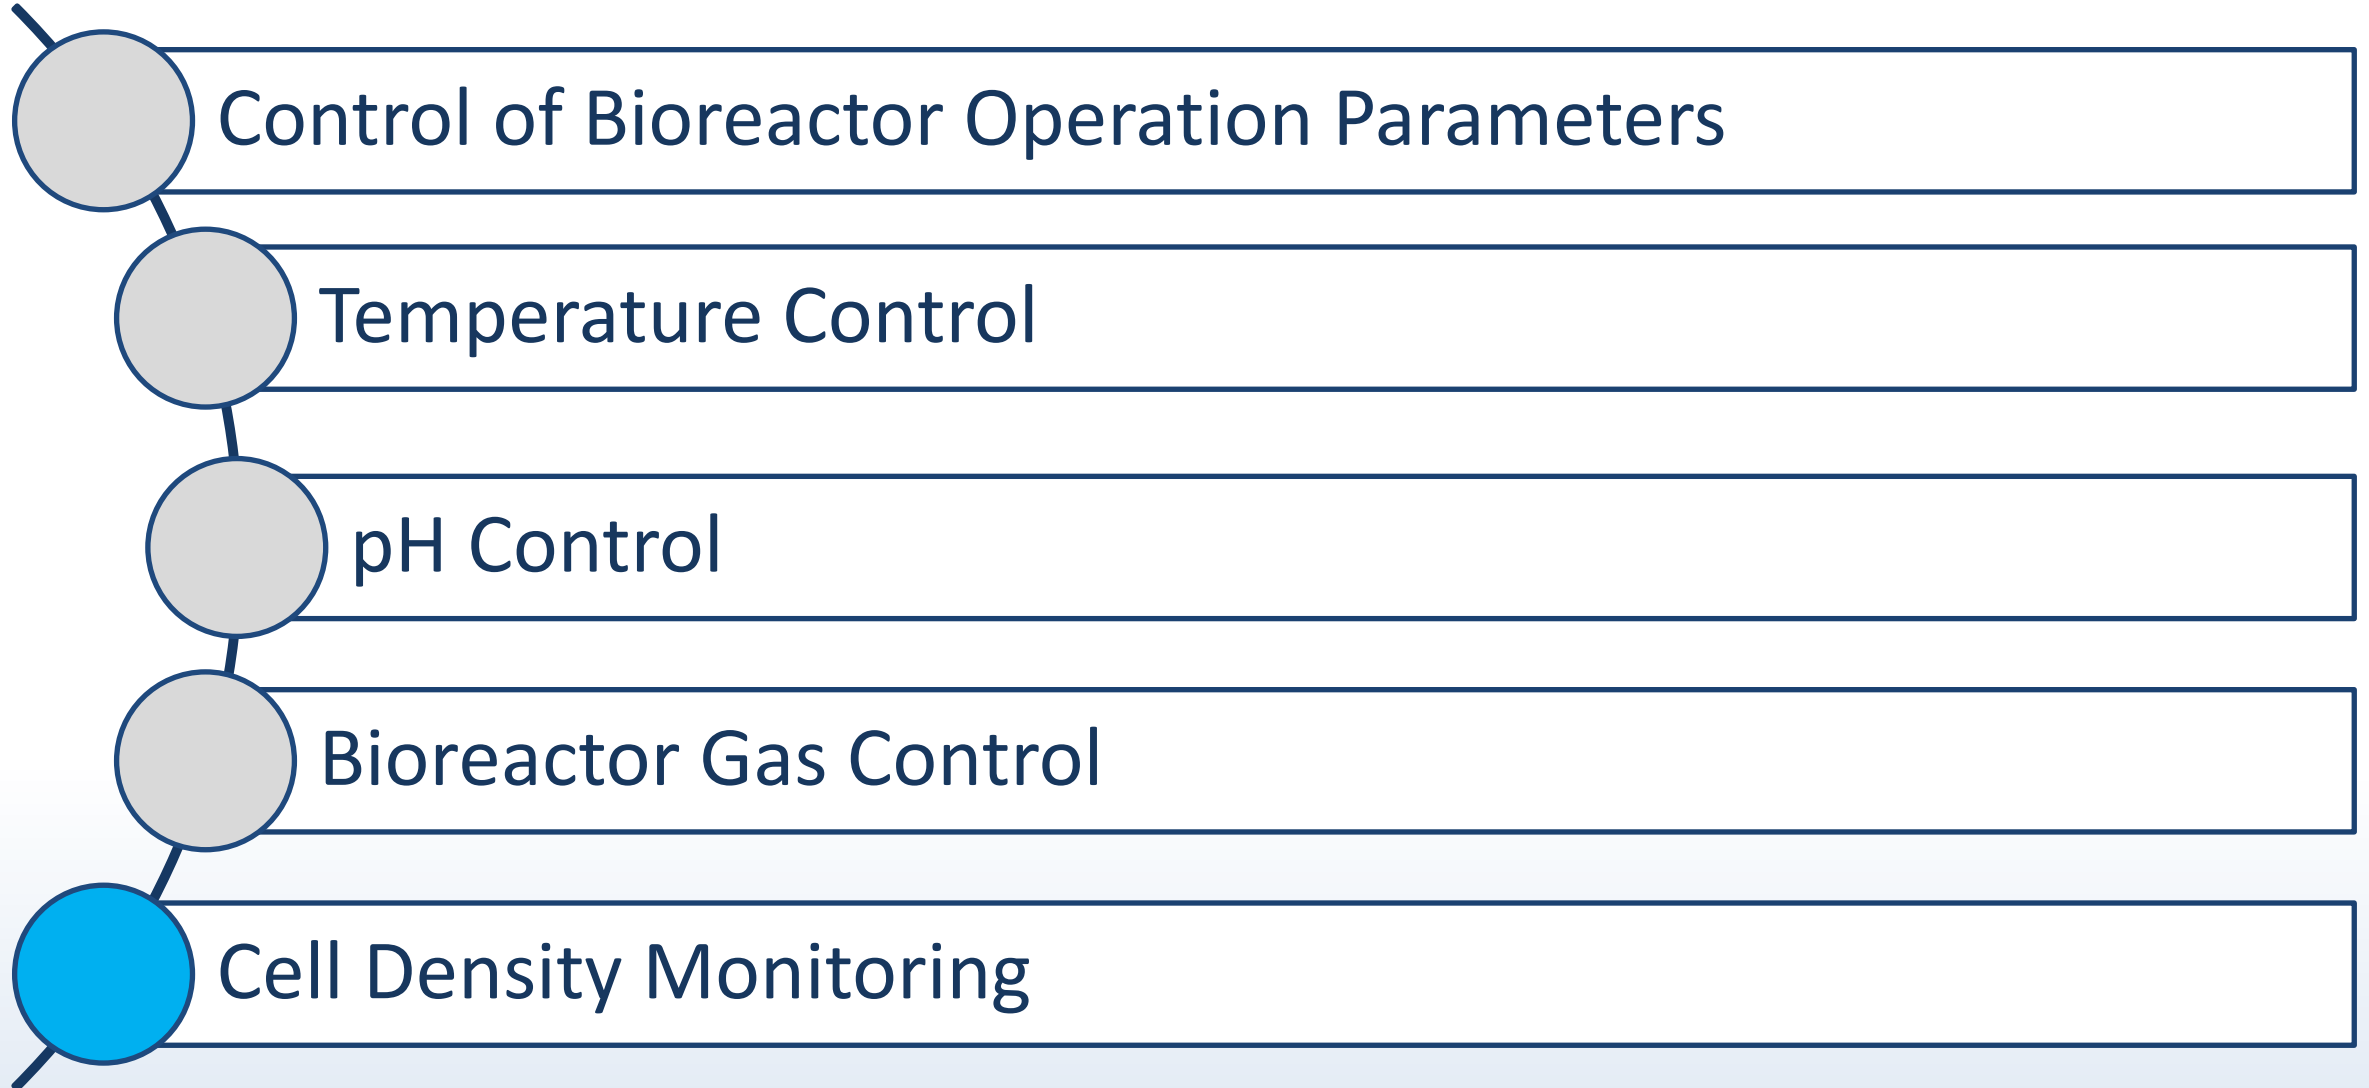 Control of Bioreactor Operation Parameters
Temperature Control
pH Control
Bioreactor Gas Control
Cell Density Monitoring